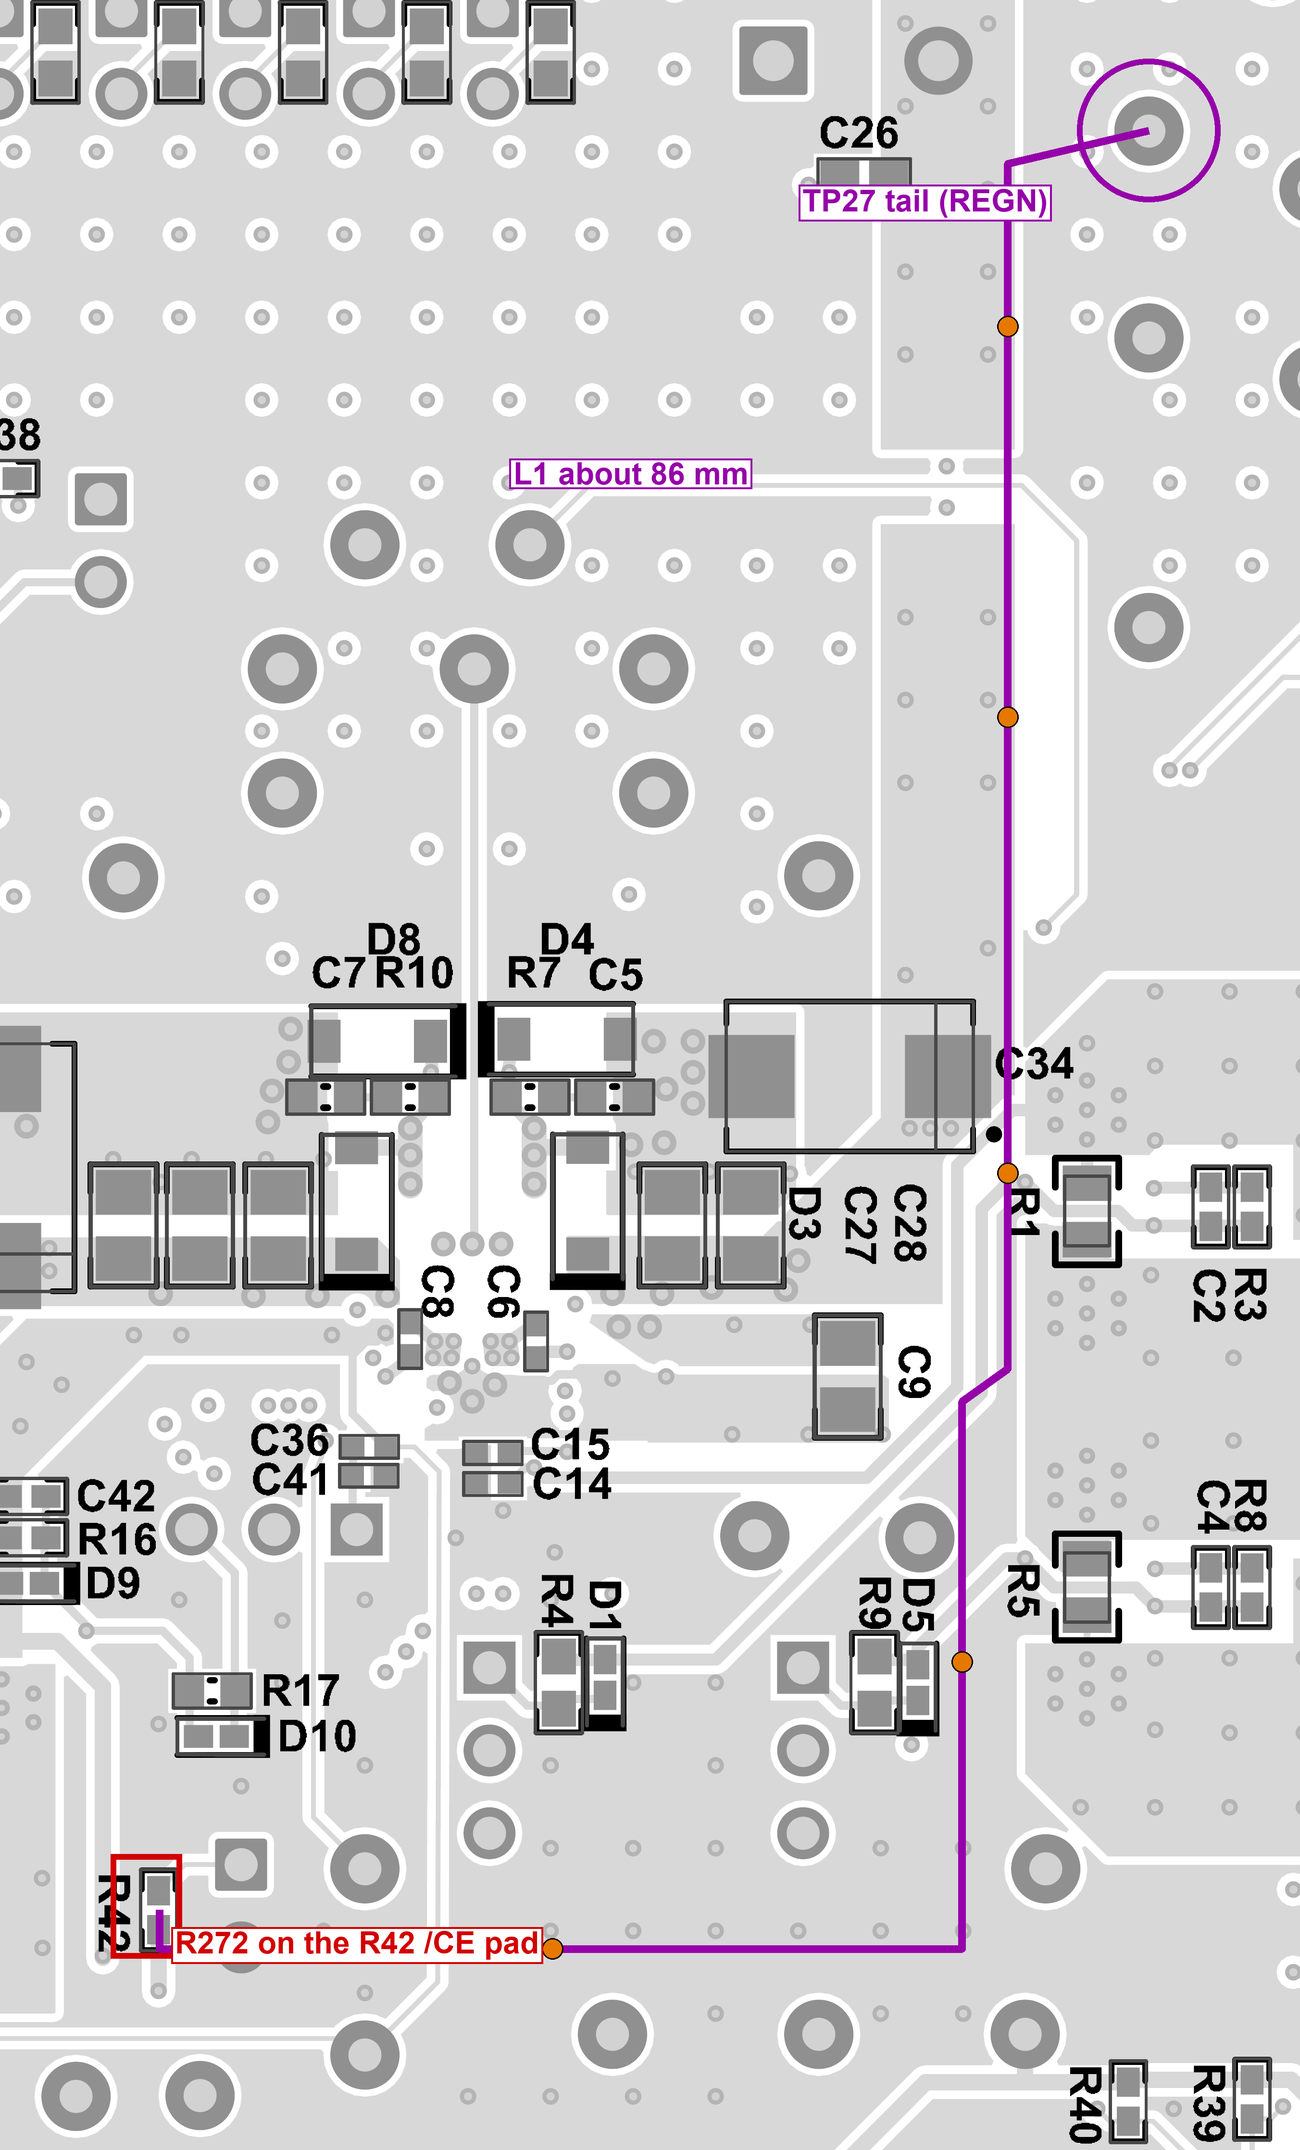 C26
TP27 tail (REGN)
38
L1 about 86 mm
D8
D4
C7
R10
R7
C5
C34
D3
C27
C28
R1
C2
R3
C8
C6
C9
C36
C15
C41
C14
C42
R16
D9
C4
R8
R5
R4
D1
R9
D5
R17
D10
R42
R272 on the R42 /CE pad
R40
R39